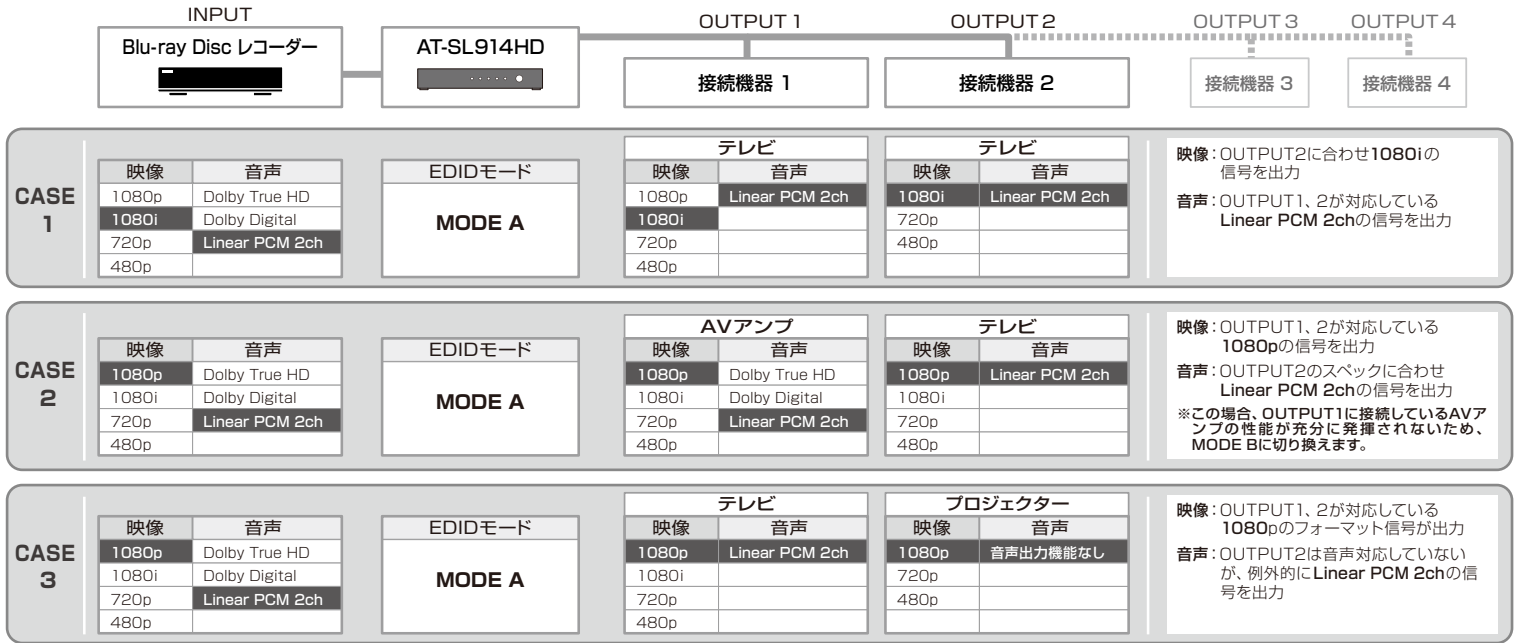 INPUT
OUTPUT 1
OUTPUT 2
OUTPUT 3
OUTPUT 4
Blu-ray Disc レコーダー
AT-SL914HD
接続機器 1
接続機器 2
接続機器 3
接続機器 4
CASE
1
映像 音声
1080p Dolby True HD
1080i Dolby Digital
720p Linear PCM 2ch
480p
EDIDモード
MODE A
テレビ
映像 音声
1080p Linear PCM 2ch
1080i
720p
480p
テレビ
映像 音声
1080i Linear PCM 2ch
720p
480p
映像：OUTPUT2に合わせ1080iの
信号を出力
音声：OUTPUT1、2が対応している
Linear PCM 2chの信号を出力
CASE
2
映像 音声
1080p Dolby True HD
1080i Dolby Digital
720p Linear PCM 2ch
480p
EDIDモード
MODE A
AVアンプ
映像 音声
1080p Dolby True HD
1080i Dolby Digital
720p Linear PCM 2ch
480p
テレビ
映像 音声
1080p Linear PCM 2ch
1080i
720p
480p
映像：OUTPUT1、2が対応している
1080pの信号を出力
音声：OUTPUT2のスペックに合わせ
Linear PCM 2chの信号を出力
※この場合、OUTPUT1に接続しているAVア
ンプの性能が充分に発揮されないため、
MODE Bに切り換えます。
CASE
3
映像 音声
1080p Dolby True HD
1080i Dolby Digital
720p Linear PCM 2ch
480p
EDIDモード
MODE A
テレビ
映像 音声
1080p Linear PCM 2ch
1080i
720p
480p
プロジェクター
映像 音声
1080p 音声出力機能なし
720p
480p
映像：OUTPUT1、2が対応している
1080pのフォーマット信号が出力
音声：OUTPUT2は音声対応していない
が、例外的にLinear PCM 2chの信
号を出力